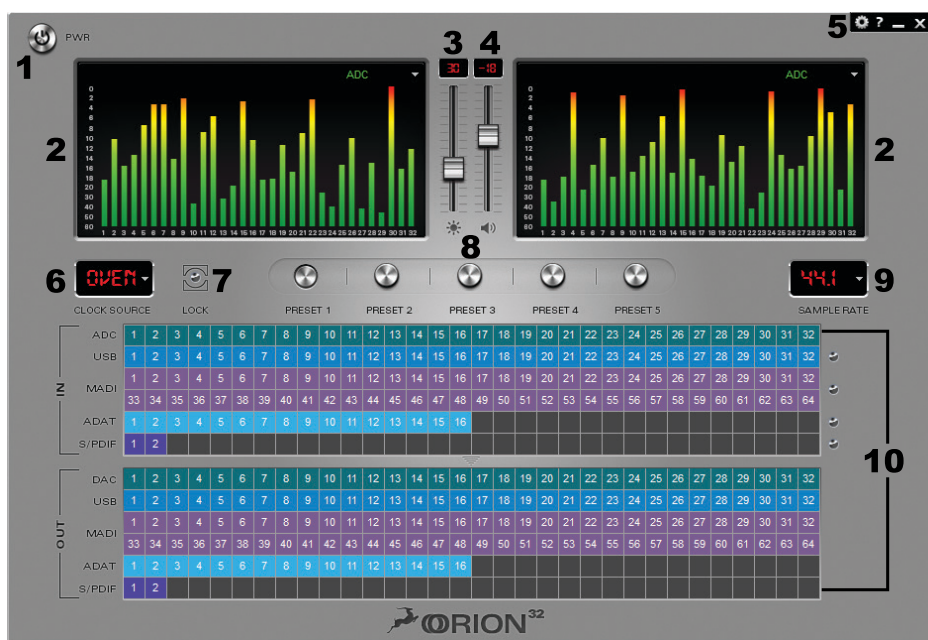 PWR
1
3 4
5 ? _ x
30 -18
ADC
ADC
0
2
4
6
8
10
12
14
16
18
20
30
40
50
60
2
1 2 3 4 5 6 7 8 9 10 11 12 13 14 15 16 17 18 19 20 21 22 23 24 25 26 27 28 29 30 31 32
0
2
4
6
8
10
12
14
16
18
20
30
40
50
60
2
1 2 3 4 5 6 7 8 9 10 11 12 13 14 15 16 17 18 19 20 21 22 23 24 25 26 27 28 29 30 31 32
8
6 OVEN 7
44.1 9
CLOCK SOURCE LOCK PRESET 1 PRESET 2 PRESET 3 PRESET 4 PRESET 5 SAMPLE RATE
IN
ADC 1 2 3 4 5 6 7 8 9 10 11 12 13 14 15 16 17 18 19 20 21 22 23 24 25 26 27 28 29 30 31 32
USB 1 2 3 4 5 6 7 8 9 10 11 12 13 14 15 16 17 18 19 20 21 22 23 24 25 26 27 28 29 30 31 32
MADI 1 2 3 4 5 6 7 8 9 10 11 12 13 14 15 16 17 18 19 20 21 22 23 24 25 26 27 28 29 30 31 32
33 34 35 36 37 38 39 40 41 42 43 44 45 46 47 48 49 50 51 52 53 54 55 56 57 58 59 60 61 62 63 64
ADAT 1 2 3 4 5 6 7 8 9 10 11 12 13 14 15 16
S/PDIF 1 2
10
OUT
DAC 1 2 3 4 5 6 7 8 9 10 11 12 13 14 15 16 17 18 19 20 21 22 23 24 25 26 27 28 29 30 31 32
USB 1 2 3 4 5 6 7 8 9 10 11 12 13 14 15 16 17 18 19 20 21 22 23 24 25 26 27 28 29 30 31 32
MADI 1 2 3 4 5 6 7 8 9 10 11 12 13 14 15 16 17 18 19 20 21 22 23 24 25 26 27 28 29 30 31 32
33 34 35 36 37 38 39 40 41 42 43 44 45 46 47 48 49 50 51 52 53 54 55 56 57 58 59 60 61 62 63 64
ADAT 1 2 3 4 5 6 7 8 9 10 11 12 13 14 15 16
S/PDIF 1 2
ORION 32